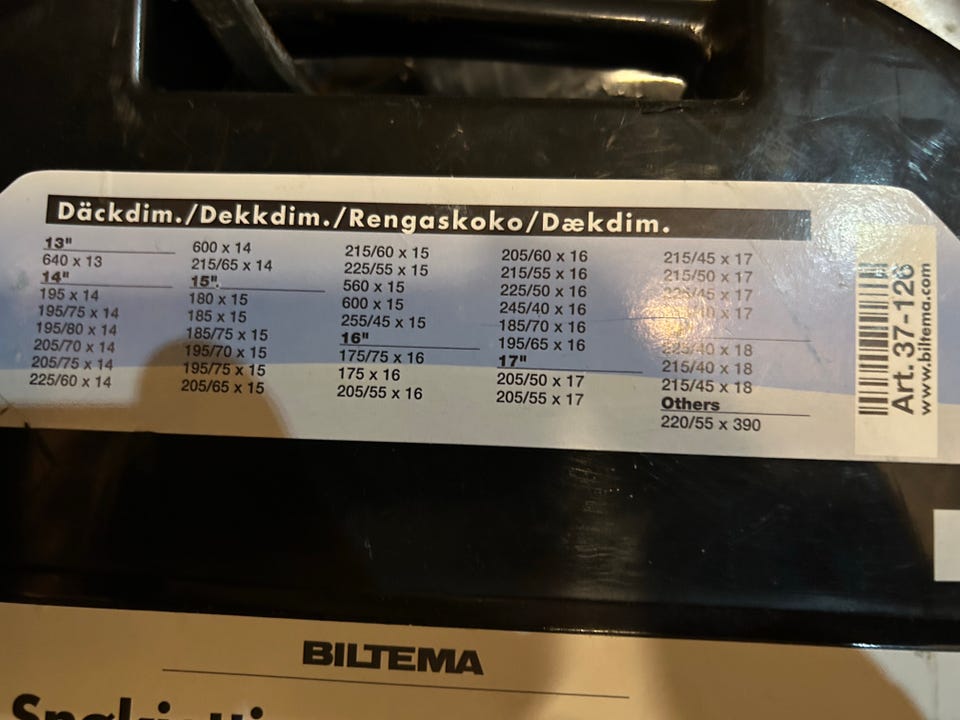 Däckdim./Dekkdim./Rengaskoko/Dækdim.
13"
640 x 13
14"
195 x 14
195/75 x 14
195/80 x 14
205/70 x 14
205/75 x 14
225/60 x 14
600 x 14
215/65 x 14
15"
180 x 15
185 x 15
185/75 x 15
195/70 x 15
195/75 x 15
205/65 x 15
215/60 x 15
225/55 x 15
560 x 15
600 x 15
255/45 x 15
16"
175/75 x 16
175 x 16
205/55 x 16
205/60 x 16
215/55 x 16
225/50 x 16
245/40 x 16
185/70 x 16
195/65 x 16
17"
205/50 x 17
205/55 x 17
215/45 x 17
215/50 x 17
x 17
x 17
x 18
215/40 x 18
215/45 x 18
Others
220/55 x 390
Art. 37-126
www.biltema.com
BILTEMA